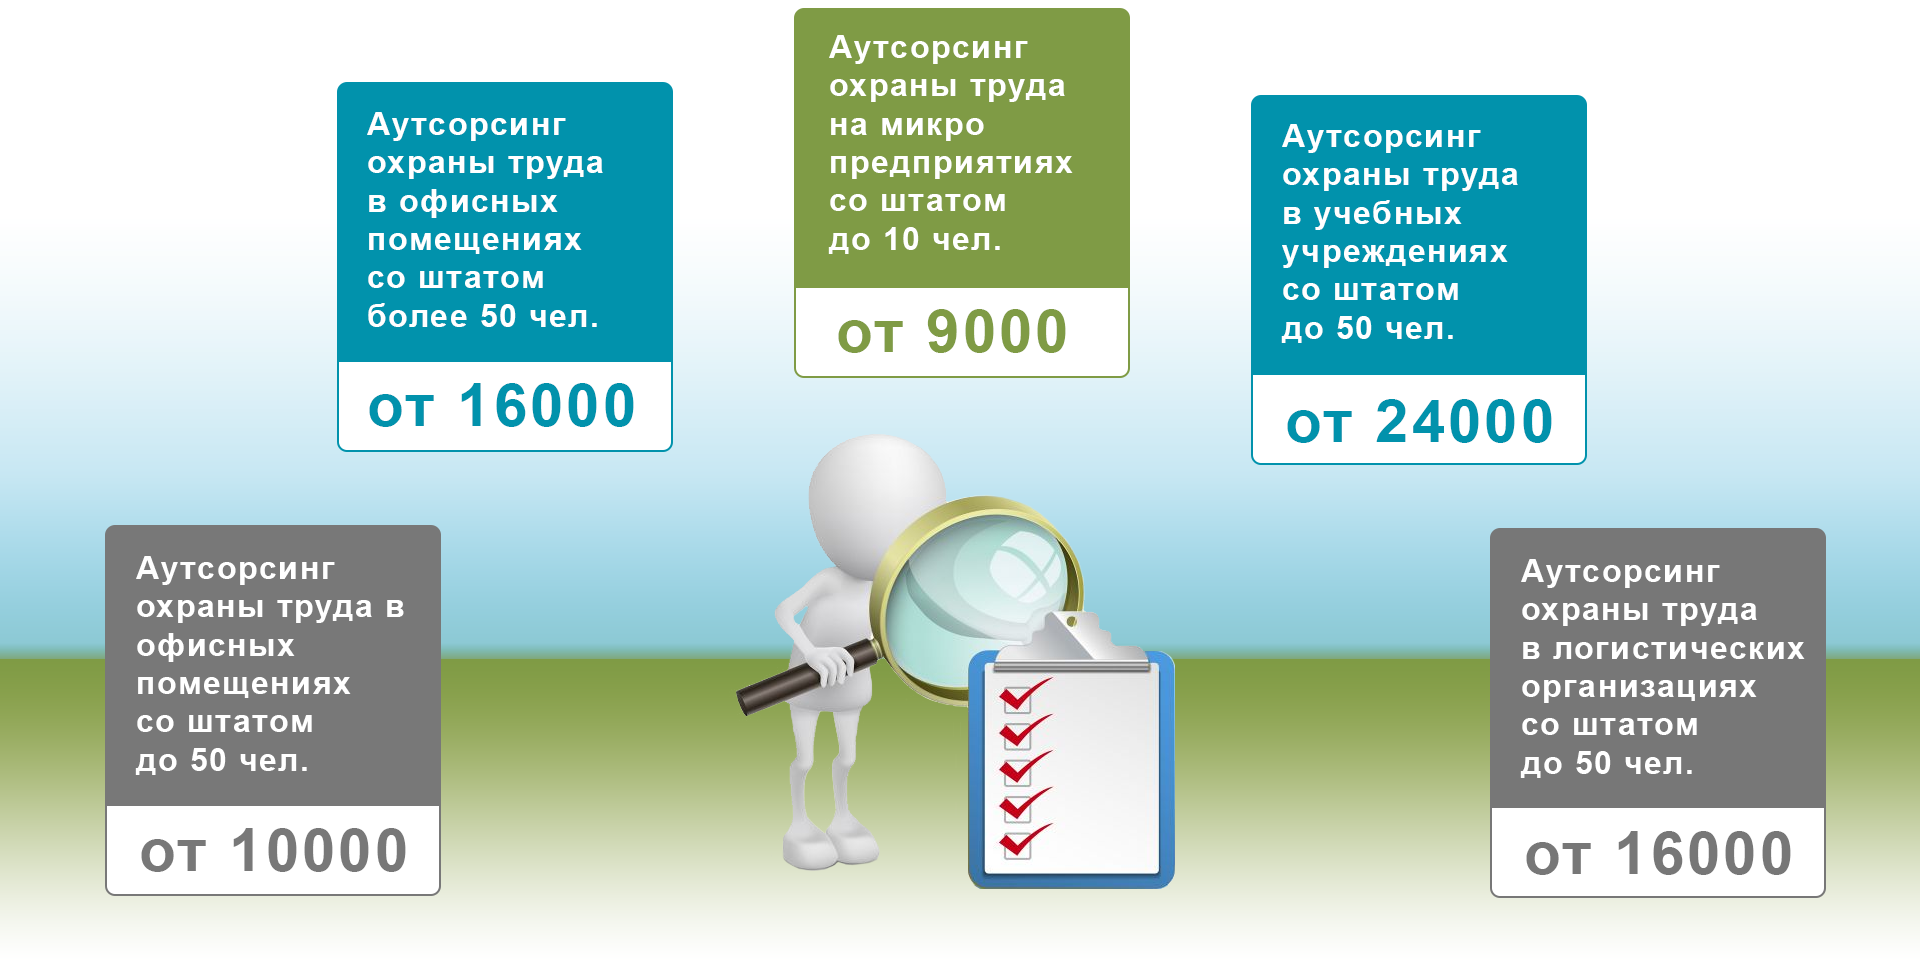 Аутсорсинг
охраны труда
на микро
предприятиях
со штатом
до 10 чел.
от 9000
Аутсорсинг
охраны труда
в офисных
помещениях
со штатом
более 50 чел.
от 16000
Аутсорсинг
охраны труда
в учебных
учреждениях
со штатом
до 50 чел.
от 24000
Аутсорсинг
охраны труда в
офисных
помещениях
со штатом
до 50 чел.
от 10000
Аутсорсинг
охраны труда
в логистических
организациях
со штатом
до 50 чел.
от 16000